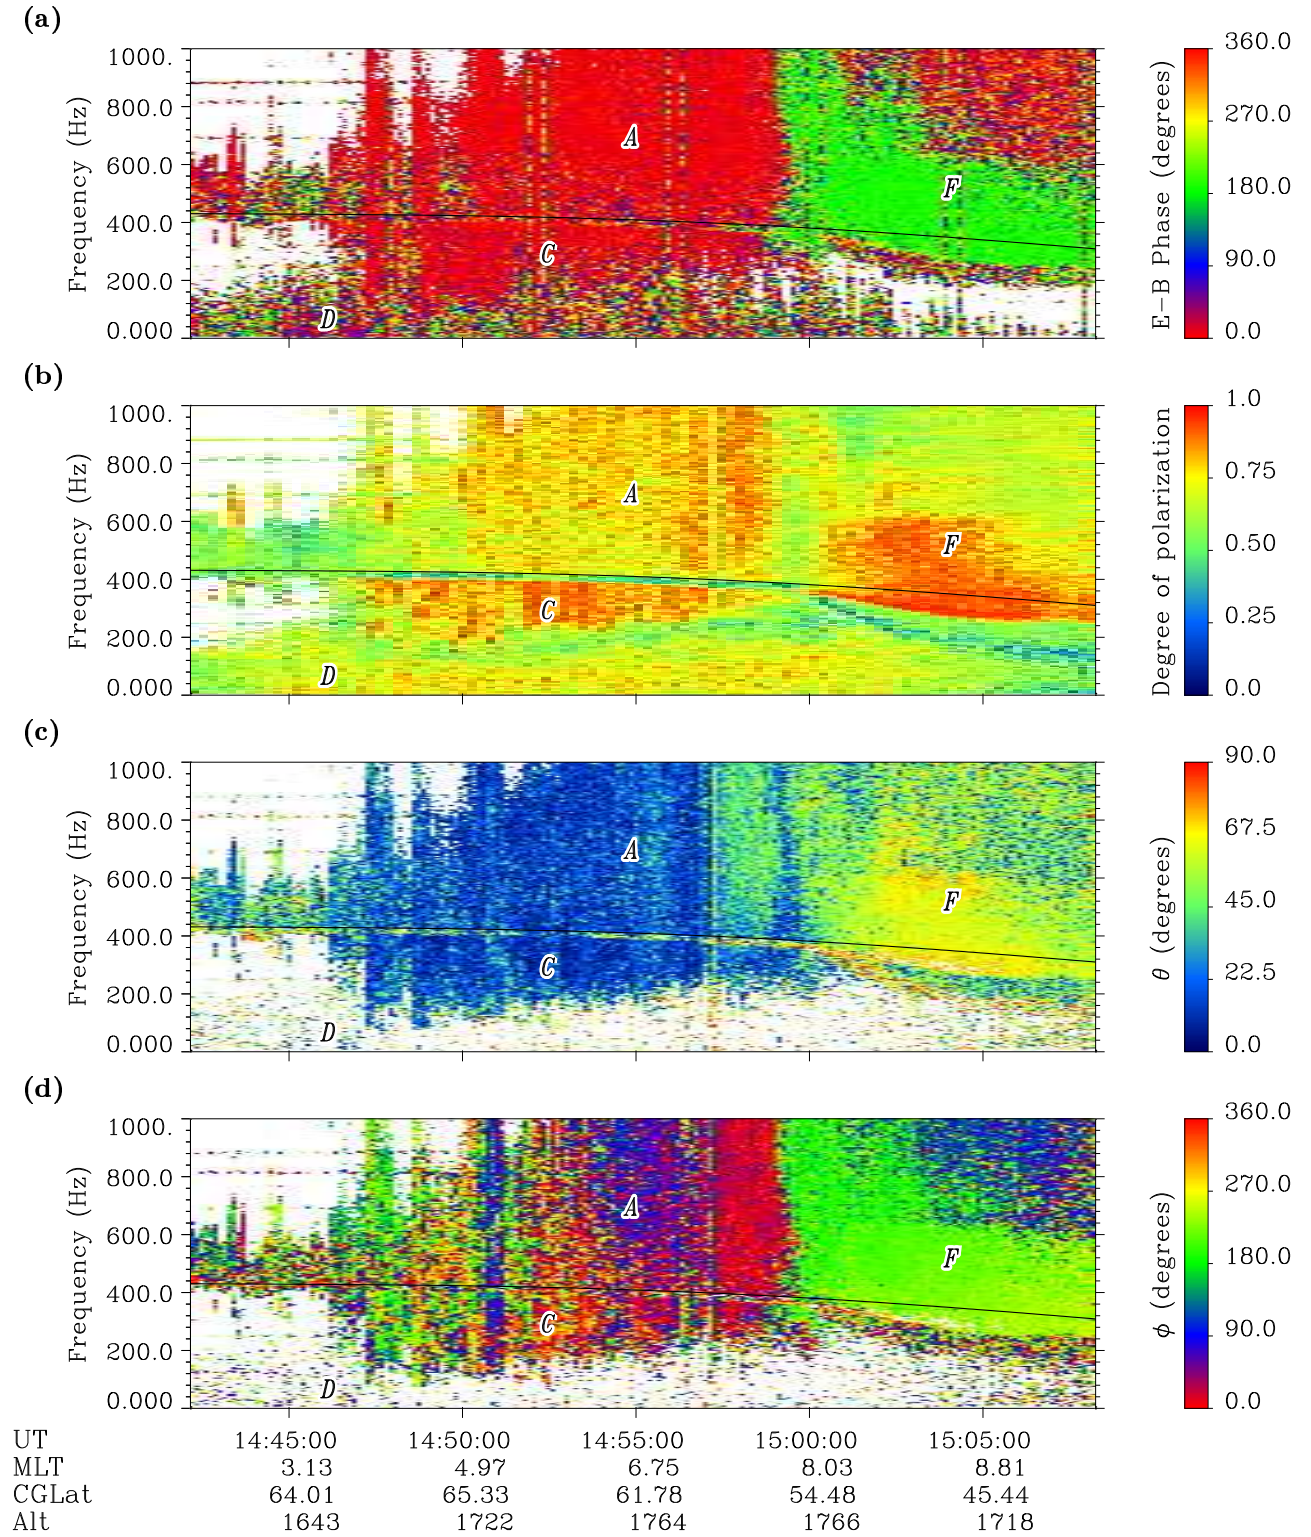 (a)
1000.
800.0
600.0
400.0
200.0
0.000
Frequency (Hz)
A
C
D
F
360.0
270.0
180.0
90.0
0.0
E−B Phase (degrees)
(b)
1000.
800.0
600.0
400.0
200.0
0.000
Frequency (Hz)
A
C
D
F
1.0
0.75
0.50
0.25
0.0
Degree of polarization
(c)
1000.
800.0
600.0
400.0
200.0
0.000
Frequency (Hz)
A
C
D
F
90.0
67.5
45.0
22.5
0.0
θ (degrees)
(d)
1000.
800.0
600.0
400.0
200.0
0.000
Frequency (Hz)
A
C
D
F
360.0
270.0
180.0
90.0
0.0
ϕ (degrees)
UT 14:45:00 14:50:00 14:55:00 15:00:00 15:05:00
MLT 3.13 4.97 6.75 8.03 8.81
CGLat 64.01 65.33 61.78 54.48 45.44
Alt 1643 1722 1764 1766 1718